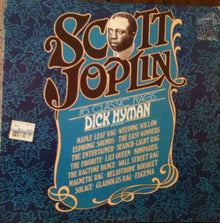 SCOTT
JOPLIN
16 CLASSIC RAGS
DICK HYMAN
MAPLE LEAF RAG • WEEPING WILLOW
EUPHONIC SOUNDS • THE EASY WINNERS
THE ENTERTAINER • SEARCH-LIGHT RAG
THE FAVORITE • LILY QUEEN • NONPAREIL
THE RAGTIME DANCE • WALL STREET RAG
MAGNETIC RAG • HELIOTROPE BOUQUET
SOLACE • GLADIOLUS RAG • EUGENIA